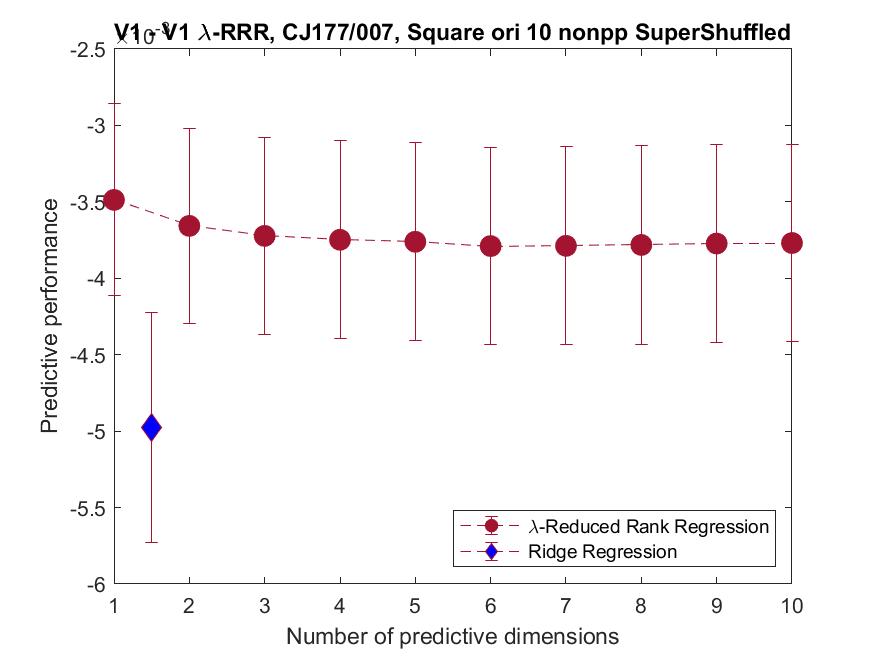 V1 - V1 λ-RRR, CJ177/007, Square ori 10 nonpp SuperShuffled
×10-3
-2.5
-3
-3.5
-4
-4.5
-5
-5.5
-6
Predictive performance
λ-Reduced Rank Regression
Ridge Regression
1 2 3 4 5 6 7 8 9 10
Number of predictive dimensions